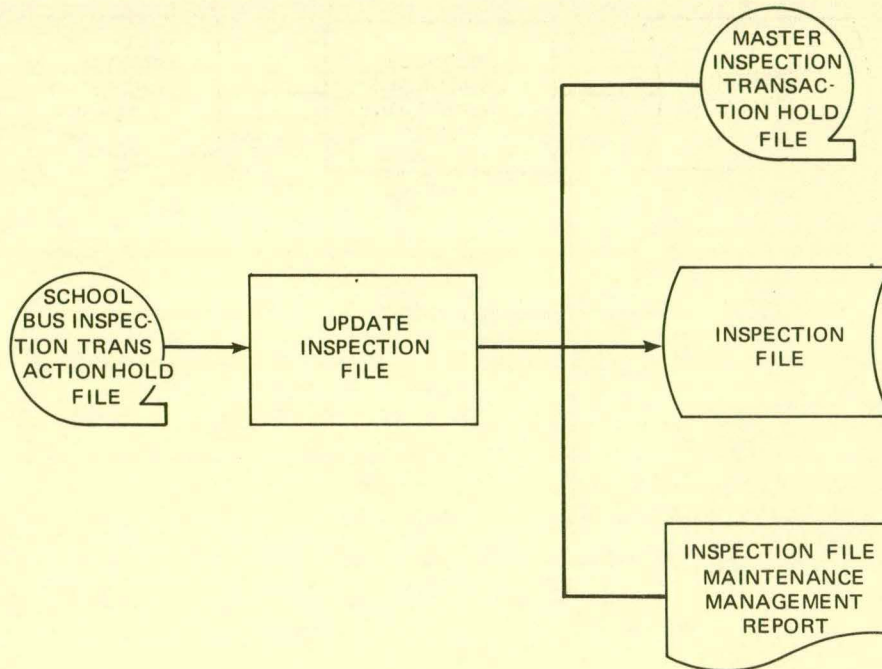 MASTER
INSPECTION
TRANSAC-
TION HOLD
FILE
SCHOOL
BUS INSPEC-
TION TRANS
ACTION HOLD
FILE
UPDATE
INSPECTION
FILE
INSPECTION
FILE
INSPECTION FILE
MAINTENANCE
MANAGEMENT
REPORT